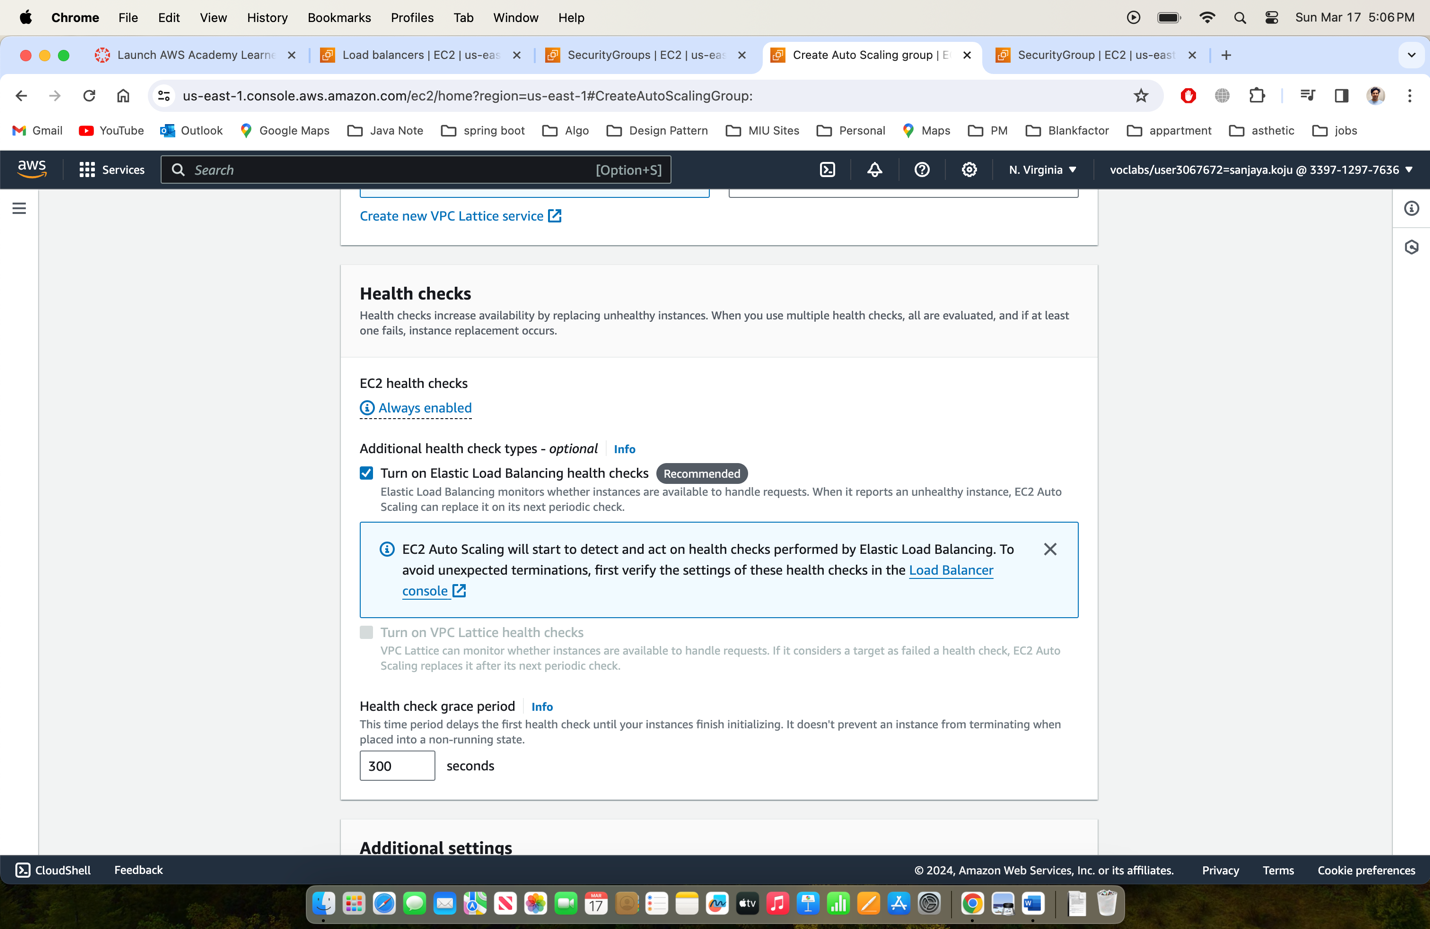 Chrome File Edit View History Bookmarks Profiles Tab Window Help Sun Mar 17 5:06 PM
Launch AWS Academy Learne Load balancers | EC2 | us-eas SecurityGroups | EC2 | us-eas Create Auto Scaling group | E SecurityGroup | EC2 | us-east
us-east-1.console.aws.amazon.com/ec2/home?region=us-east-1#CreateAutoScalingGroup:
Gmail YouTube Outlook Google Maps Java Note spring boot Algo Design Pattern MIU Sites Personal Maps PM Blankfactor appartment asthetic jobs
aws Services Search [Option+S] N. Virginia voclabs/user3067672=sanjaya.koju @ 3397-1297-7636
Create new VPC Lattice service
Health checks
Health checks increase availability by replacing unhealthy instances. When you use multiple health checks, all are evaluated, and if at least
one fails, instance replacement occurs.
EC2 health checks
Always enabled
Additional health check types - optional Info
Turn on Elastic Load Balancing health checks Recommended
Elastic Load Balancing monitors whether instances are available to handle requests. When it reports an unhealthy instance, EC2 Auto
Scaling can replace it on its next periodic check.
EC2 Auto Scaling will start to detect and act on health checks performed by Elastic Load Balancing. To
avoid unexpected terminations, first verify the settings of these health checks in the Load Balancer
console
Turn on VPC Lattice health checks
VPC Lattice can monitor whether instances are available to handle requests. If it considers a target as failed a health check, EC2 Auto
Scaling replaces it after its next periodic check.
Health check grace period Info
This time period delays the first health check until your instances finish initializing. It doesn't prevent an instance from terminating when
placed into a non-running state.
300 seconds
Additional settings
CloudShell Feedback © 2024, Amazon Web Services, Inc. or its affiliates. Privacy Terms Cookie preferences
MAR
17
tv
W